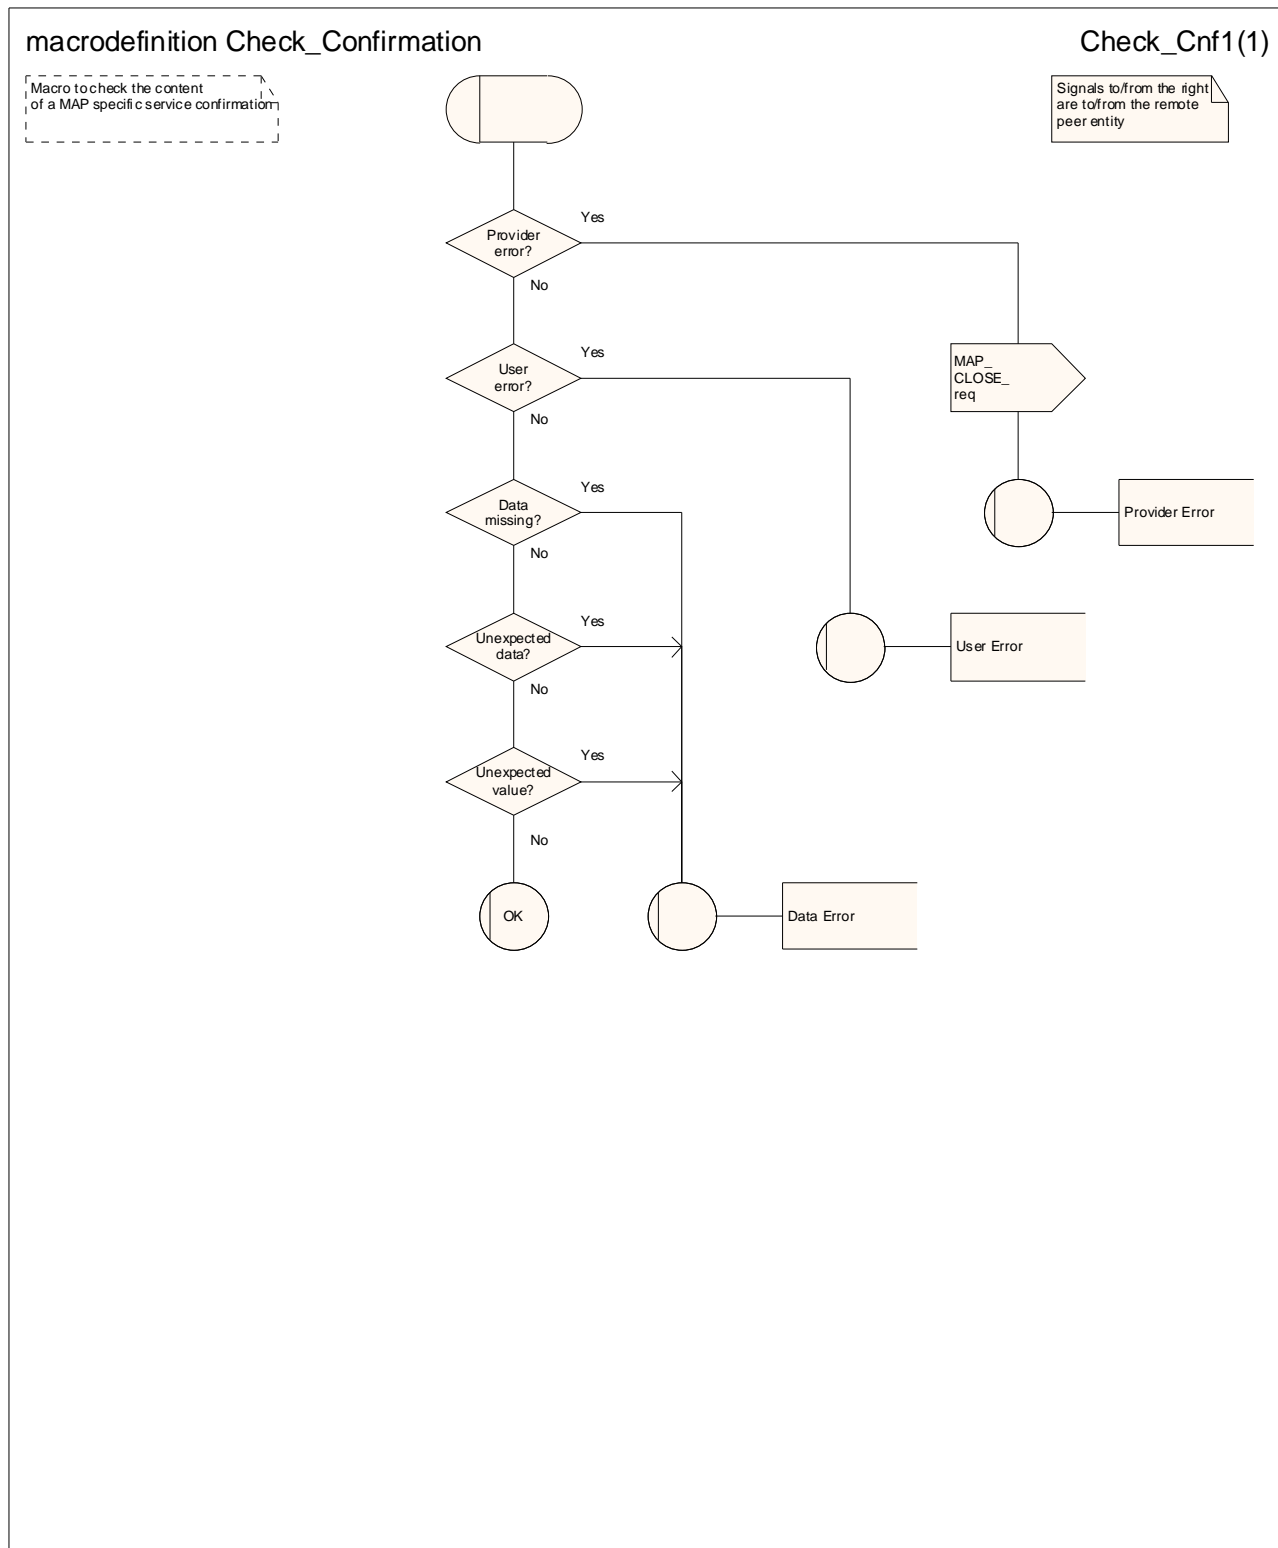 macrodefinition Check_Confirmation
Check_Cnf1(1)
Macro to check the content
of a MAP specific service confirmation
Signals to/from the right
are to/from the remote
peer entity
Yes
Provider
error?
No
Yes
User
error?
No
MAP_
CLOSE_
req
Yes
Data
missing?
No
Provider Error
Yes
Unexpected
data?
No
User Error
Yes
Unexpected
value?
No
OK
Data Error